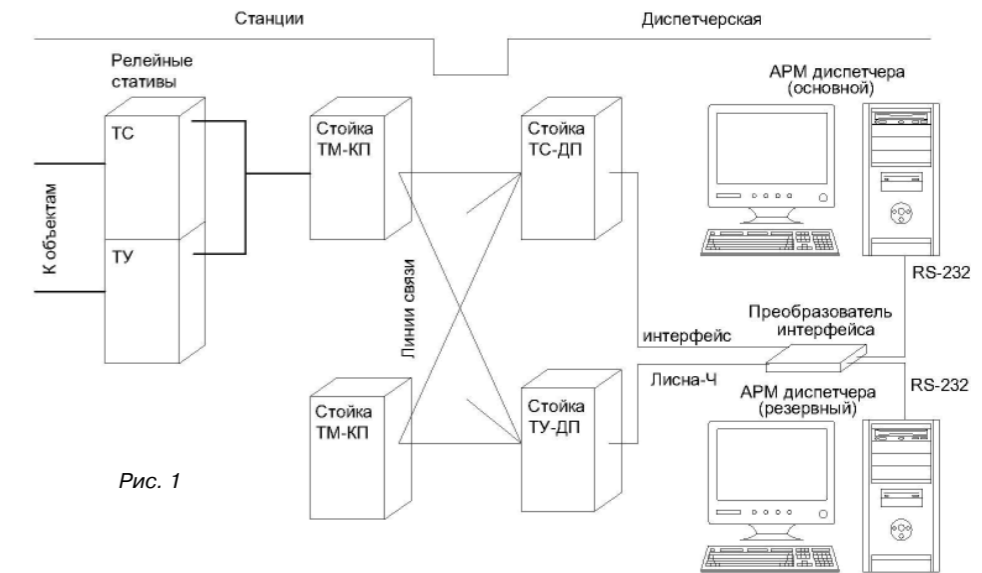 Станции
Диспетчерская
Релейные
стативы
АРМ диспетчера
(основной)
ТС
Стойка
ТМ-КП
Стойка
ТС-ДП
К объектам
ТУ
Линии связи
RS-232
Преобразователь
интерфейса
интерфейс
Лисна-Ч
RS-232
АРМ диспетчера
(резервный)
Стойка
ТМ-КП
Стойка
ТУ-ДП
Рис. 1